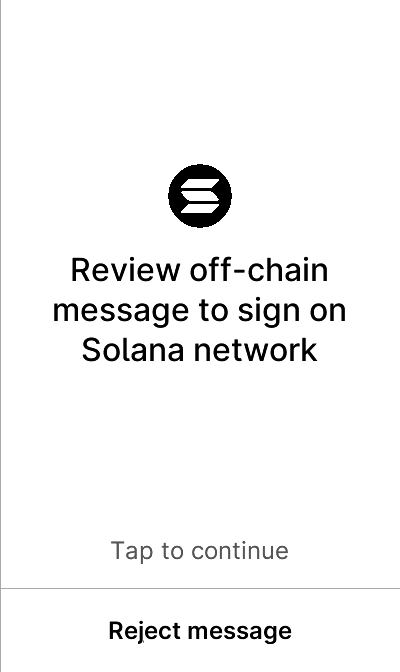 Review off-chain
message to sign on
Solana network
Tap to continue
Reject message